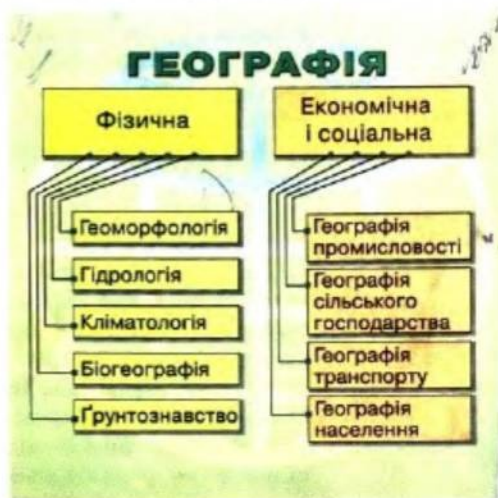 ГЕОГРАФІЯ
Фізична
Геоморфологія
Гідрологія
Кліматологія
Біогеографія
Ґрунтознавство
Економічна
і соціальна
Географія
промисловості
Географія
сільського
господарства
Географія
транспорту
Географія
населення